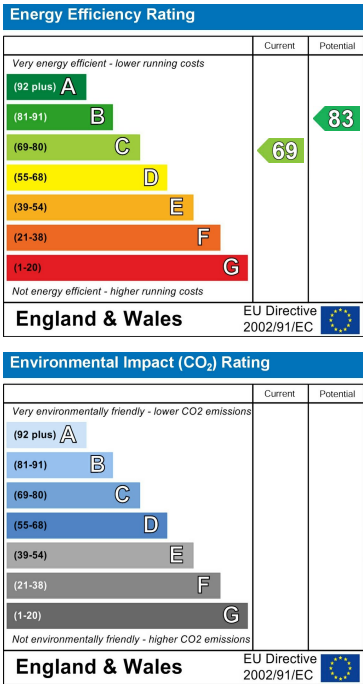 Energy Efficiency Rating
Current Potential
Very energy efficient - lower running costs
(92 plus) A
(81-91) B
83
(69-80) C
69
(55-68) D
(39-54) E
(21-38) F
(1-20) G
Not energy efficient - higher running costs
England & Wales
EU Directive
2002/91/EC
Environmental Impact (CO₂) Rating
Current Potential
Very environmentally friendly - lower CO2 emissions
(92 plus) A
(81-91) B
(69-80) C
(55-68) D
(39-54) E
(21-38) F
(1-20) G
Not environmentally friendly - higher CO2 emissions
England & Wales
EU Directive
2002/91/EC